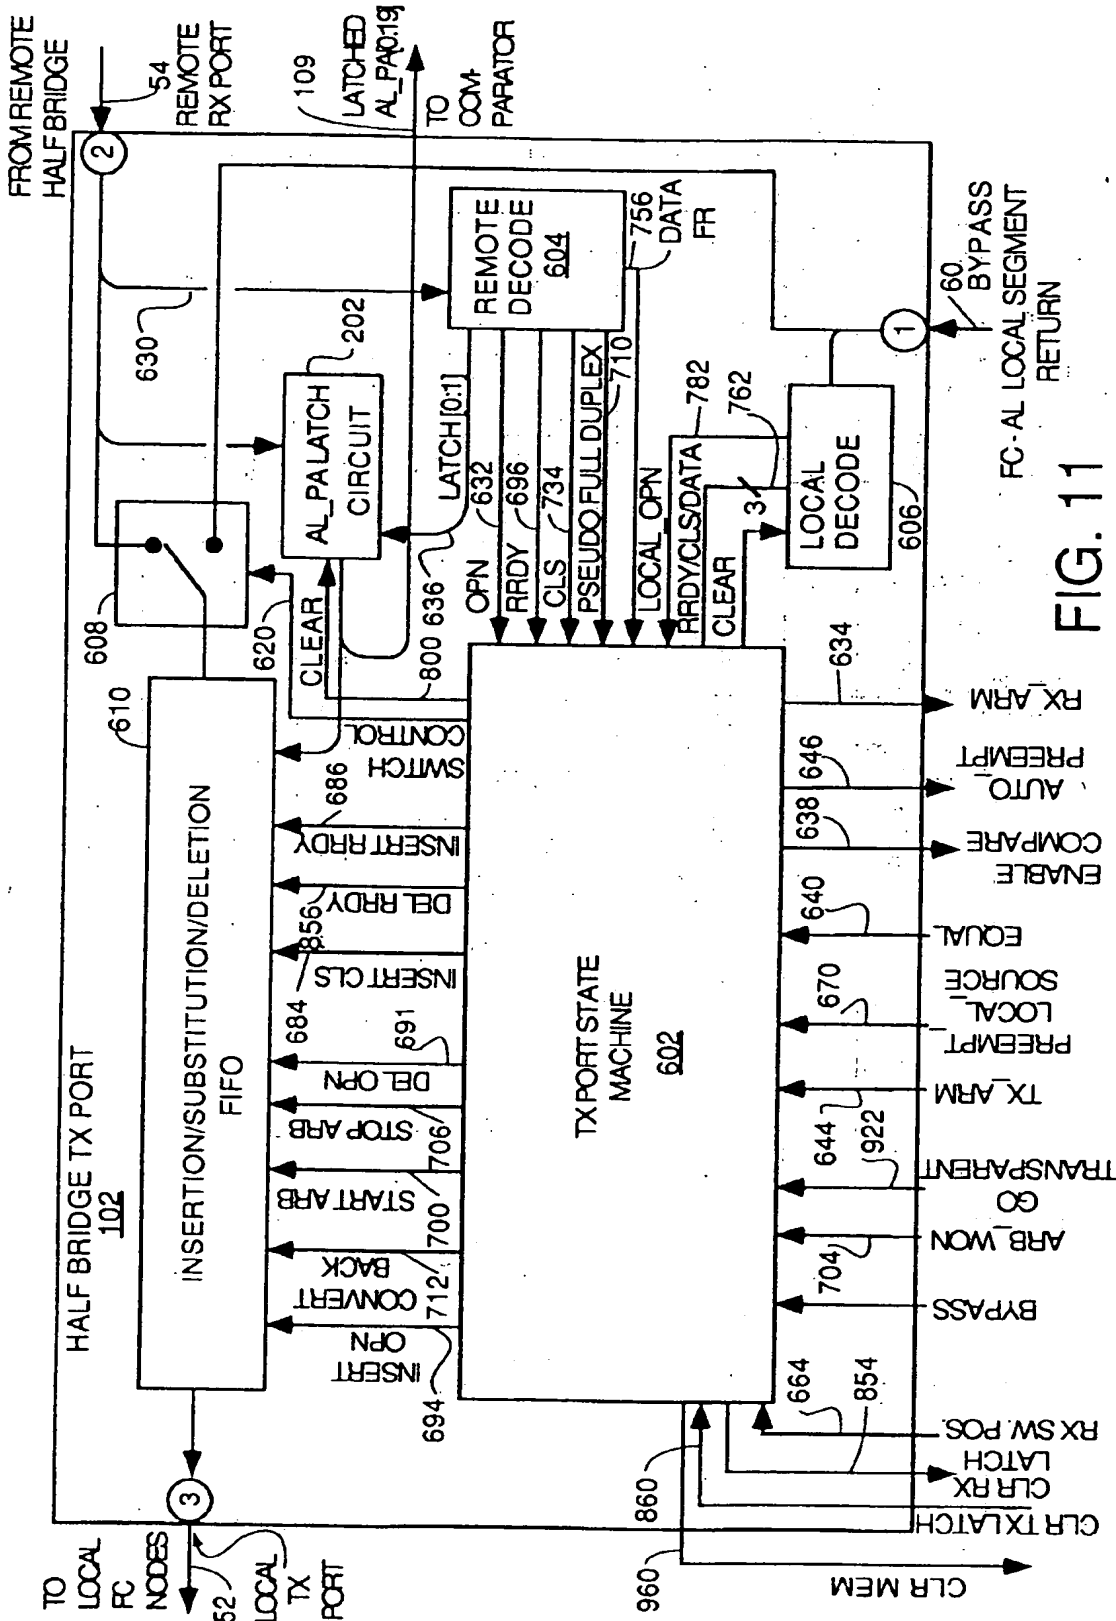 FROM REMOTE
HALF BRIDGE
2
54
REMOTE
RX PORT
109
LATCHED
AL_PA[0:19]
TO
COM-
PARATOR
HALF BRIDGE TX PORT
102
608
620
630
AL_PA LATCH
CIRCUIT
202
REMOTE
DECODE
604
756
DATA
FR
CLEAR
636
800
LATCH [0:1]
OPN
632
RRDY
696
CLS
734
PSEUDO.FULL DUPLEX
710
LOCAL_OPN
RRDY/CLS/DATA
782
CLEAR
3
762
LOCAL
DECODE
606
1
60
BYPASS
FC - AL LOCAL SEGMENT
RETURN
610
INSERTION/SUBSTITUTION/DELETION
FIFO
SWITCH
CONTROL
686
INSERT RRDY
DEL RRDY
856
INSERT CLS
684
691
DEL OPN
STOP ARB
706
START ARB
700
CONVERT
BACK
712
INSERT
OPN
694
TX PORT STATE
MACHINE
602
634
RX_ARM
646
AUTO_
PREEMPT
638
ENABLE
COMPARE
640
EQUAL
670
PREEMPT_
LOCAL_
SOURCE
TX_ARM
644
922
TRANSPARENT
GO
ARB_WON
704
BYPASS
664
854
RX SW. POS.
CLR RX
LATCH
CLR TX LATCH
860
960
CLR MEM
3
TO
LOCAL
FC
NODES
52
LOCAL
TX
PORT
FIG. 11